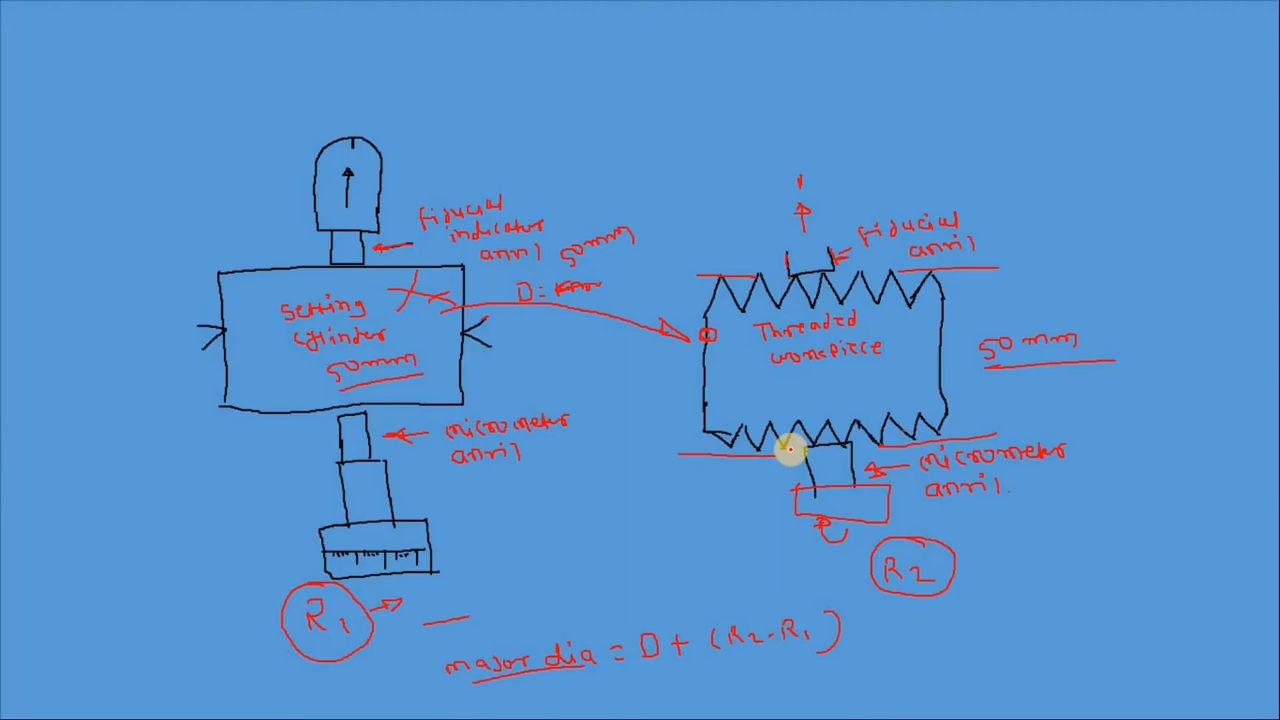 fiducial
indicator
anvil
50mm
D=
setting
cylinder
50mm
micrometer
anvil
R1
fiducial
anvil
Threaded
workpiece
50 mm
micrometer
anvil.
R2
major dia = D + (R2 - R1)